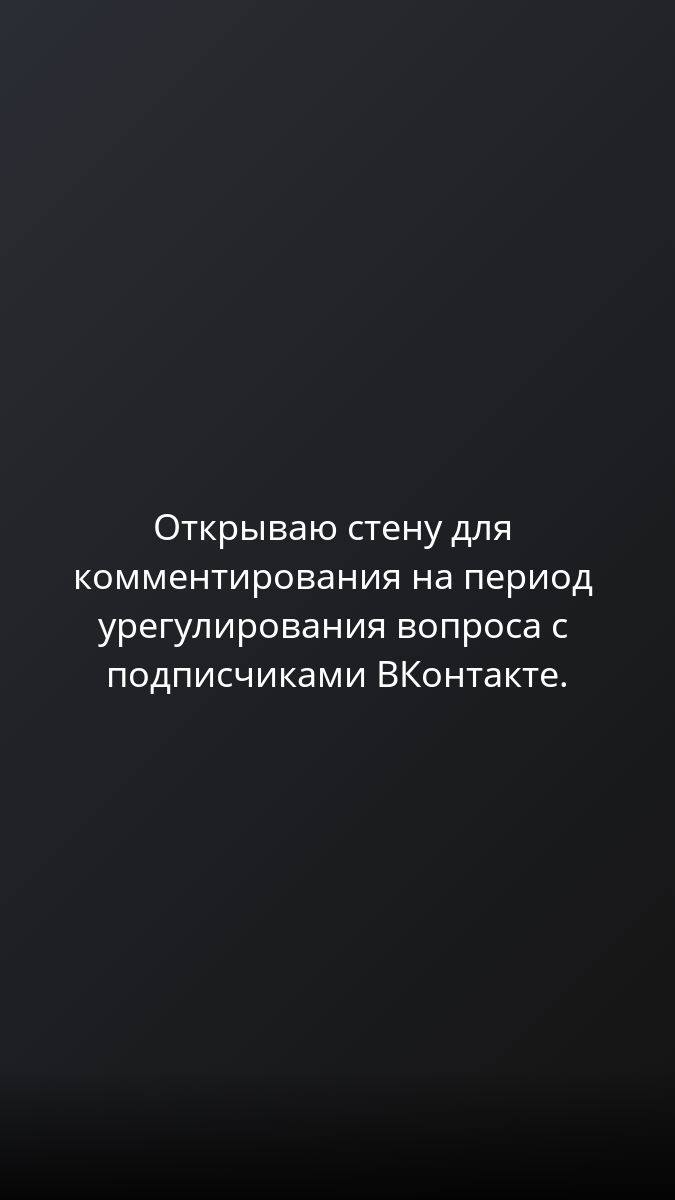 Открываю стену для
комментирования на период
урегулирования вопроса с
подписчиками ВКонтакте.